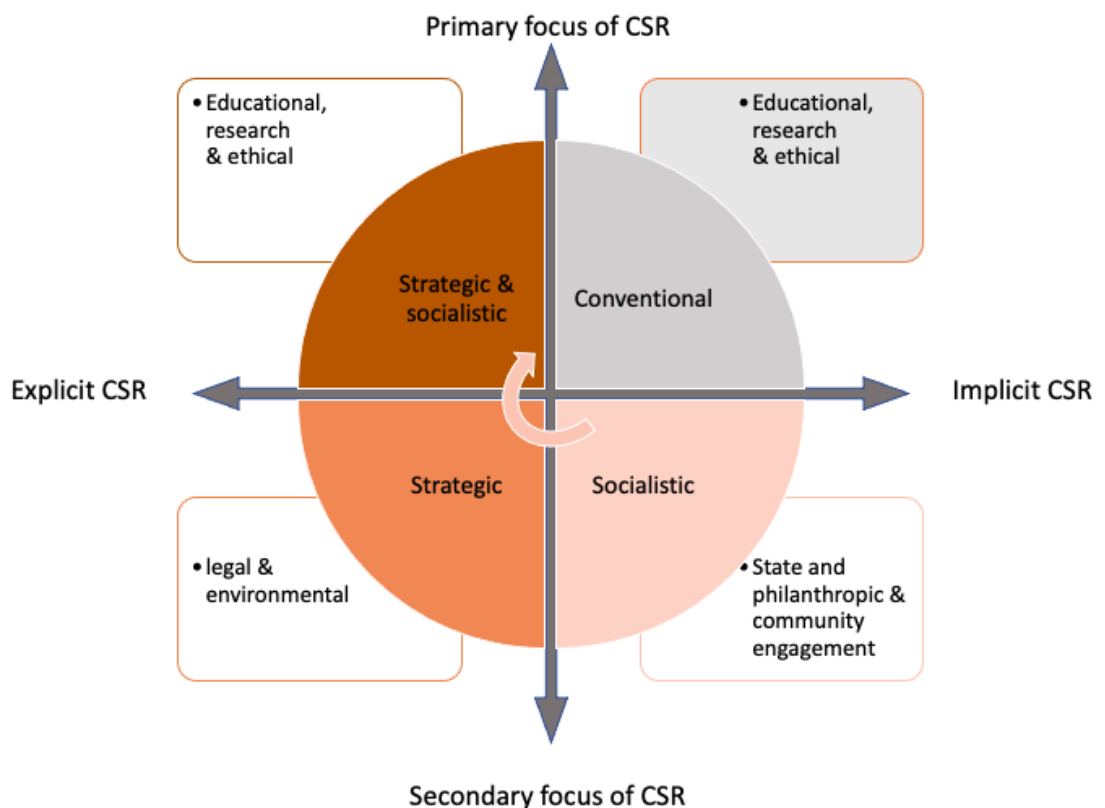 Primary focus of CSR
• Educational,
research
& ethical
• Educational,
research
& ethical
Strategic &
socialistic
Conventional
Explicit CSR
Implicit CSR
Strategic
Socialistic
• legal &
environmental
• State and
philanthropic &
community
engagement
Secondary focus of CSR